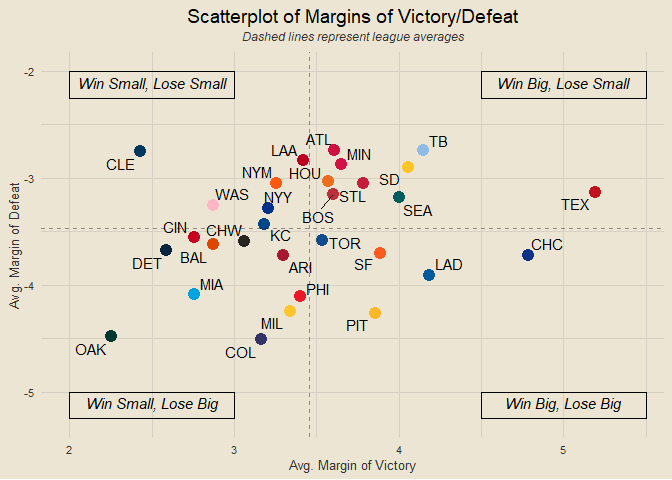 Scatterplot of Margins of Victory/Defeat
Dashed lines represent league averages
-2
Win Small, Lose Small
Win Big, Lose Small
ATL
TB
LAA
MIN
CLE
NYM
HOU
SD
-3
WAS
NYY
STL
TEX
BOS
SEA
CIN
CHW
KC
TOR
CHC
DET
BAL
ARI
SF
LAD
-4
MIA
PHI
MIL
PIT
OAK
COL
-5
Win Small, Lose Big
Win Big, Lose Big
2
3
4
5
Avg. Margin of Victory
Avg. Margin of Defeat